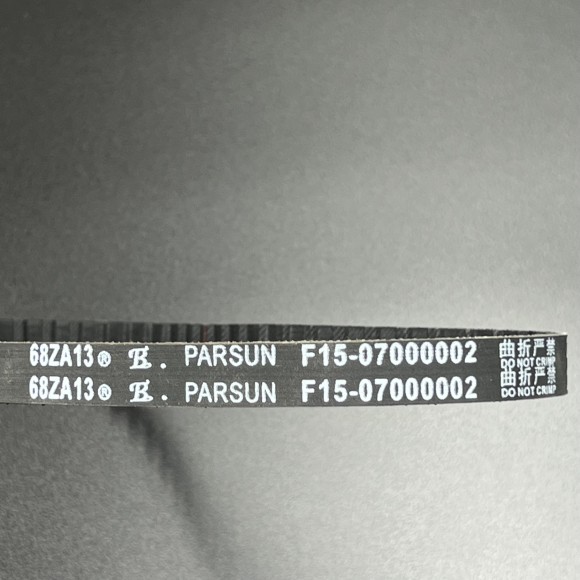 68ZA13® B. PARSUN F15-07000002 曲折严禁 DO NOT CRIMP
68ZA13® B. PARSUN F15-07000002 曲折严禁 DO NOT CRIMP